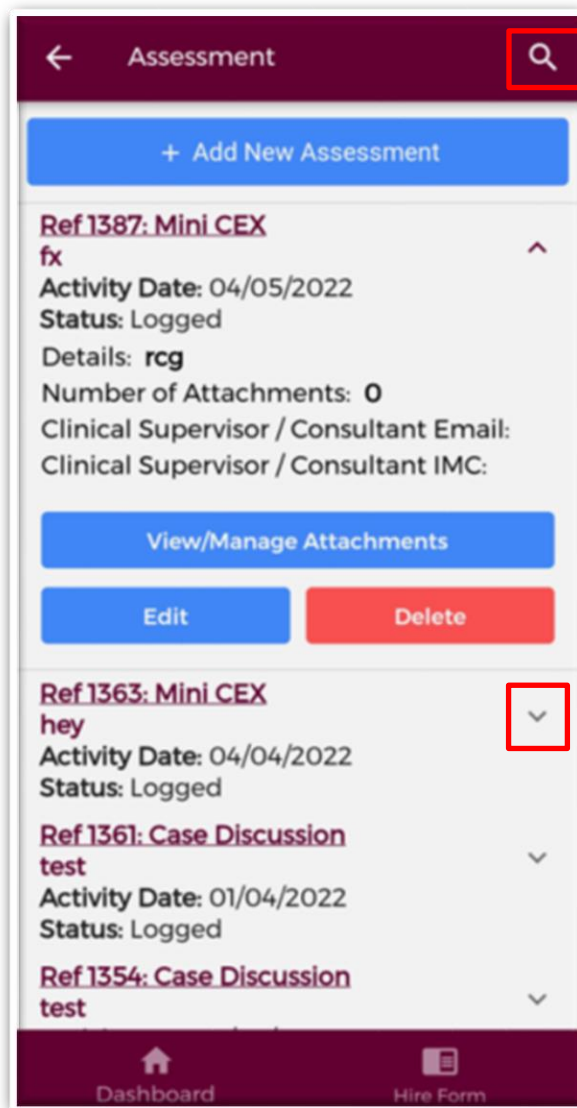 Assessment
+ Add New Assessment
Ref 1387: Mini CEX
fx
Activity Date: 04/05/2022
Status: Logged
Details: rcg
Number of Attachments: 0
Clinical Supervisor / Consultant Email:
Clinical Supervisor / Consultant IMC:
View/Manage Attachments
Edit Delete
Ref 1363: Mini CEX
hey
Activity Date: 04/04/2022
Status: Logged
Ref 1361: Case Discussion
test
Activity Date: 01/04/2022
Status: Logged
Ref 1354: Case Discussion
test
Dashboard Hire Form